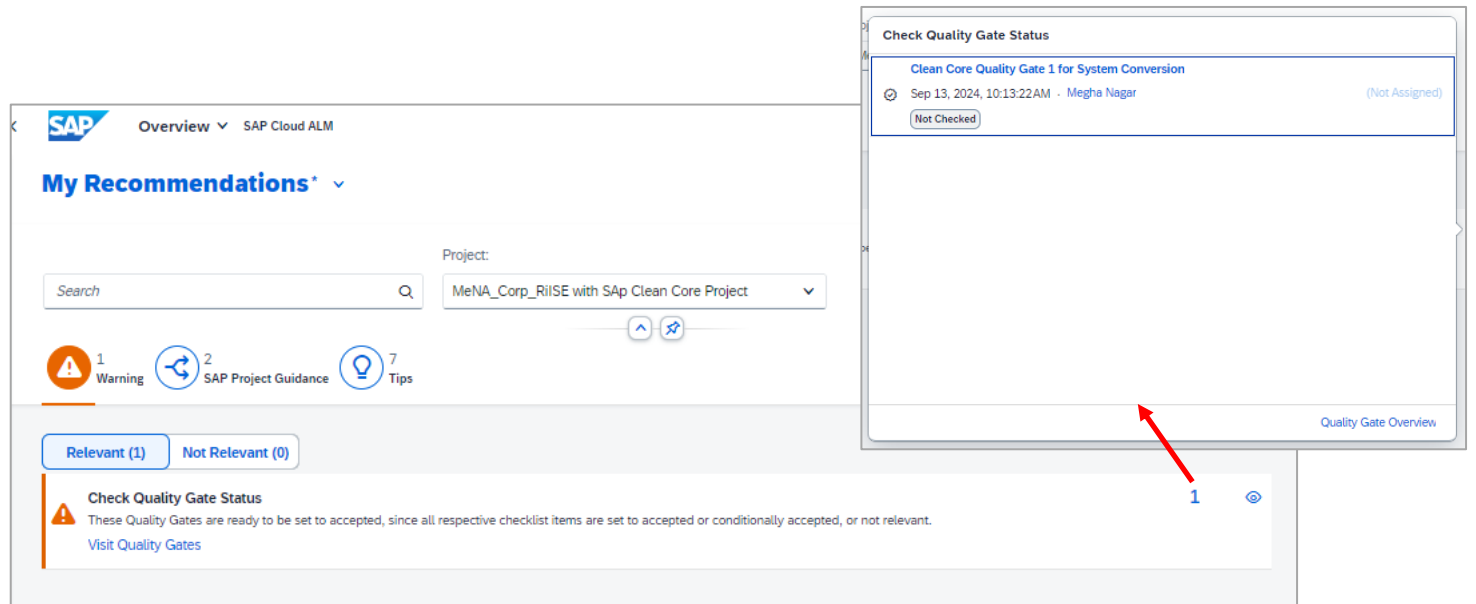 SAP
Overview
SAP Cloud ALM
My Recommendations*
Search
Project:
MeNA_Corp_RiISE with SAp Clean Core Project
1
Warning
2
SAP Project Guidance
7
Tips
Relevant (1)
Not Relevant (0)
Check Quality Gate Status
These Quality Gates are ready to be set to accepted, since all respective checklist items are set to accepted or conditionally accepted, or not relevant.
Visit Quality Gates
1
Check Quality Gate Status
Clean Core Quality Gate 1 for System Conversion
Sep 13, 2024, 10:13:22 AM · Megha Nagar
(Not Assigned)
Not Checked
Quality Gate Overview